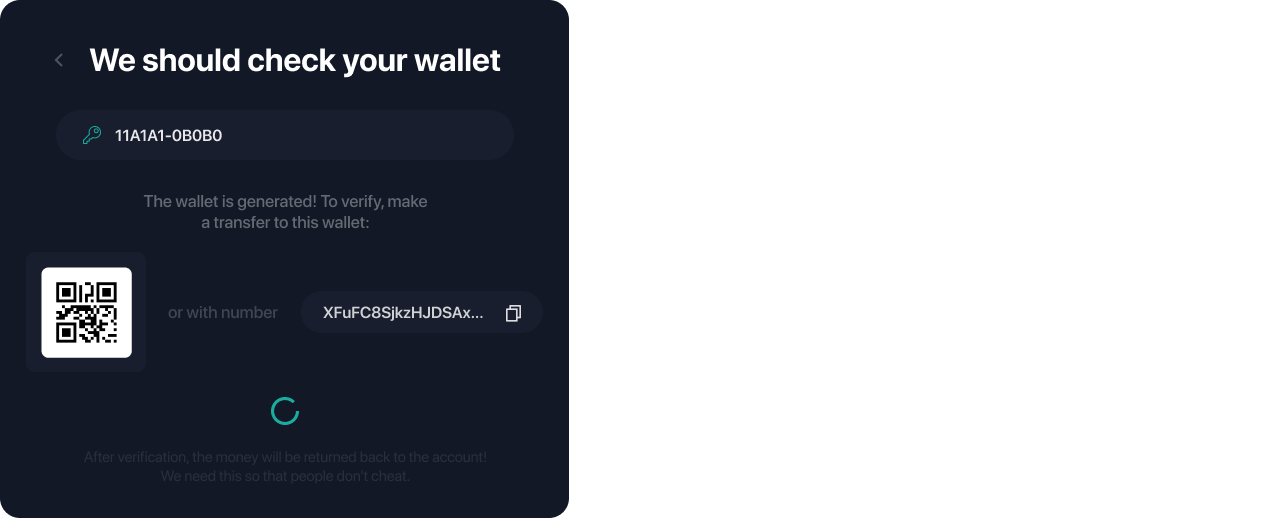 We should check your wallet
11A1A1-0B0B0
The wallet is generated! To verify, make
a transfer to this wallet:
or with number
XFuFC8SjkzHJDSAx...
After verification, the money will be returned back to the account!
We need this so that people don't cheat.